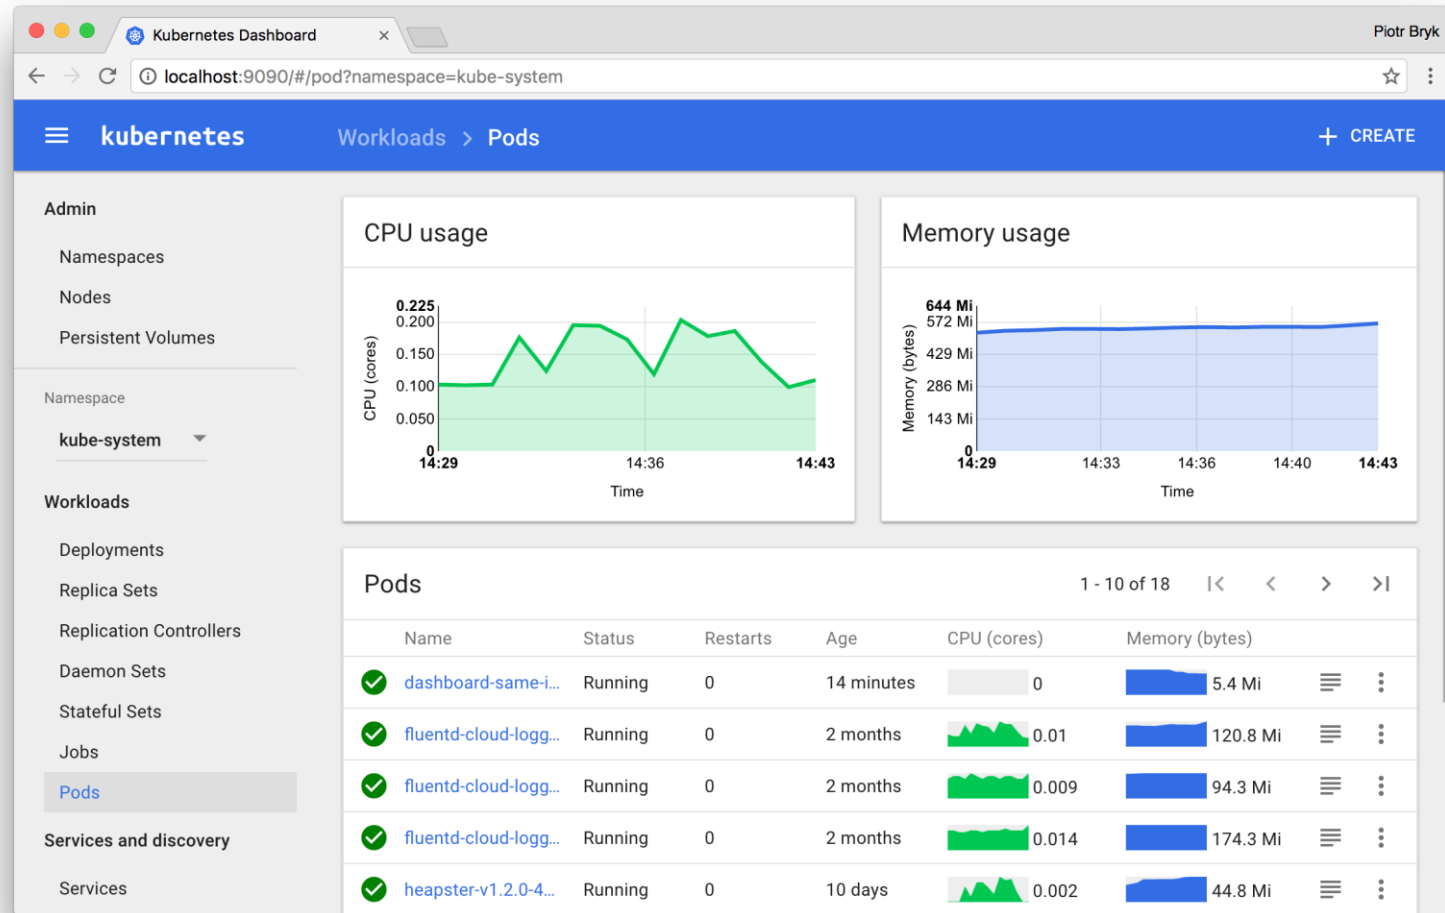 Kubernetes Dashboard
Piotr Bryk
localhost:9090/#/pod?namespace=kube-system
kubernetes
Workloads > Pods
+ CREATE
Admin
Namespaces
Nodes
Persistent Volumes
Namespace
kube-system
Workloads
Deployments
Replica Sets
Replication Controllers
Daemon Sets
Stateful Sets
Jobs
Pods
Services and discovery
Services
CPU usage
CPU (cores)
0.225
0.200
0.150
0.100
0.050
0
14:29 14:36 14:43
Time
Memory usage
Memory (bytes)
644 Mi
572 Mi
429 Mi
286 Mi
143 Mi
0
14:29 14:33 14:36 14:40 14:43
Time
Pods
1 - 10 of 18
Name Status Restarts Age CPU (cores) Memory (bytes)
dashboard-same-i... Running 0 14 minutes 0 5.4 Mi
fluentd-cloud-logg... Running 0 2 months 0.01 120.8 Mi
fluentd-cloud-logg... Running 0 2 months 0.009 94.3 Mi
fluentd-cloud-logg... Running 0 2 months 0.014 174.3 Mi
heapster-v1.2.0-4... Running 0 10 days 0.002 44.8 Mi